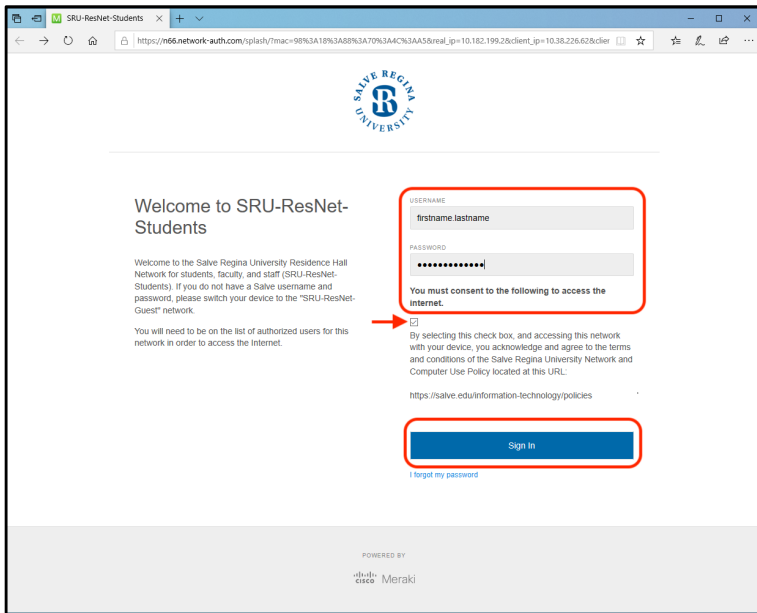 SRU-ResNet-Students
https://n66.network-auth.com/splash/?mac=98%3A18%3A88%3A70%3A4C%3AA5&real_ip=10.182.199.2&client_ip=10.38.226.62&clier
SALVE REGINA
UNIVERSITY
Welcome to SRU-ResNet-
Students
Welcome to the Salve Regina University Residence Hall
Network for students, faculty, and staff (SRU-ResNet-
Students). If you do not have a Salve username and
password, please switch your device to the "SRU-ResNet-
Guest" network.
You will need to be on the list of authorized users for this
network in order to access the Internet.
USERNAME
firstname.lastname
PASSWORD
•••••••••••••
You must consent to the following to access the
internet.
By selecting this check box, and accessing this network
with your device, you acknowledge and agree to the terms
and conditions of the Salve Regina University Network and
Computer Use Policy located at this URL:
https://salve.edu/information-technology/policies
Sign In
I forgot my password
POWERED BY
cisco Meraki